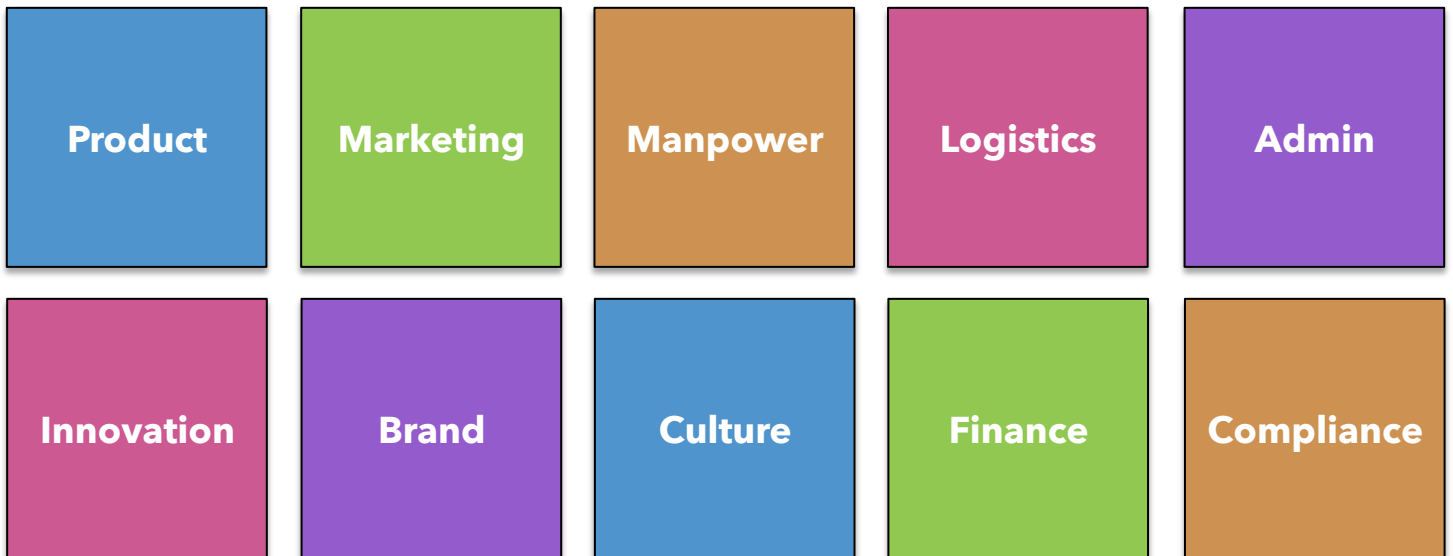 Product
Marketing
Manpower
Logistics
Admin
Innovation
Brand
Culture
Finance
Compliance